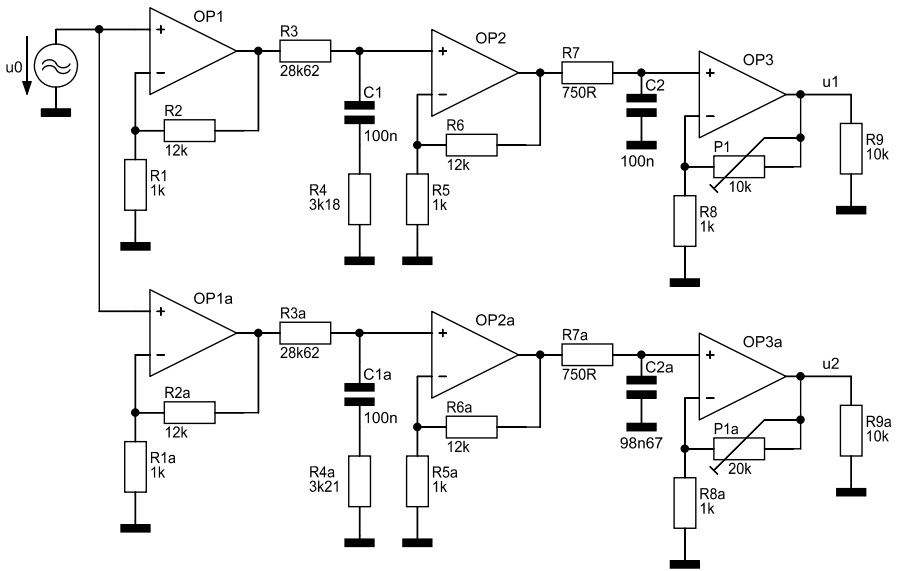 OP1
R3
28k62
OP2
R7
750R
OP3
u1
u0
+
−
R2
12k
C1
100n
+
−
R6
12k
C2
100n
+
−
P1
10k
R9
10k
R1
1k
R4
3k18
R5
1k
R8
1k
OP1a
R3a
28k62
OP2a
R7a
750R
OP3a
u2
+
−
R2a
12k
C1a
100n
+
−
R6a
12k
C2a
98n67
+
−
P1a
20k
R9a
10k
R1a
1k
R4a
3k21
R5a
1k
R8a
1k